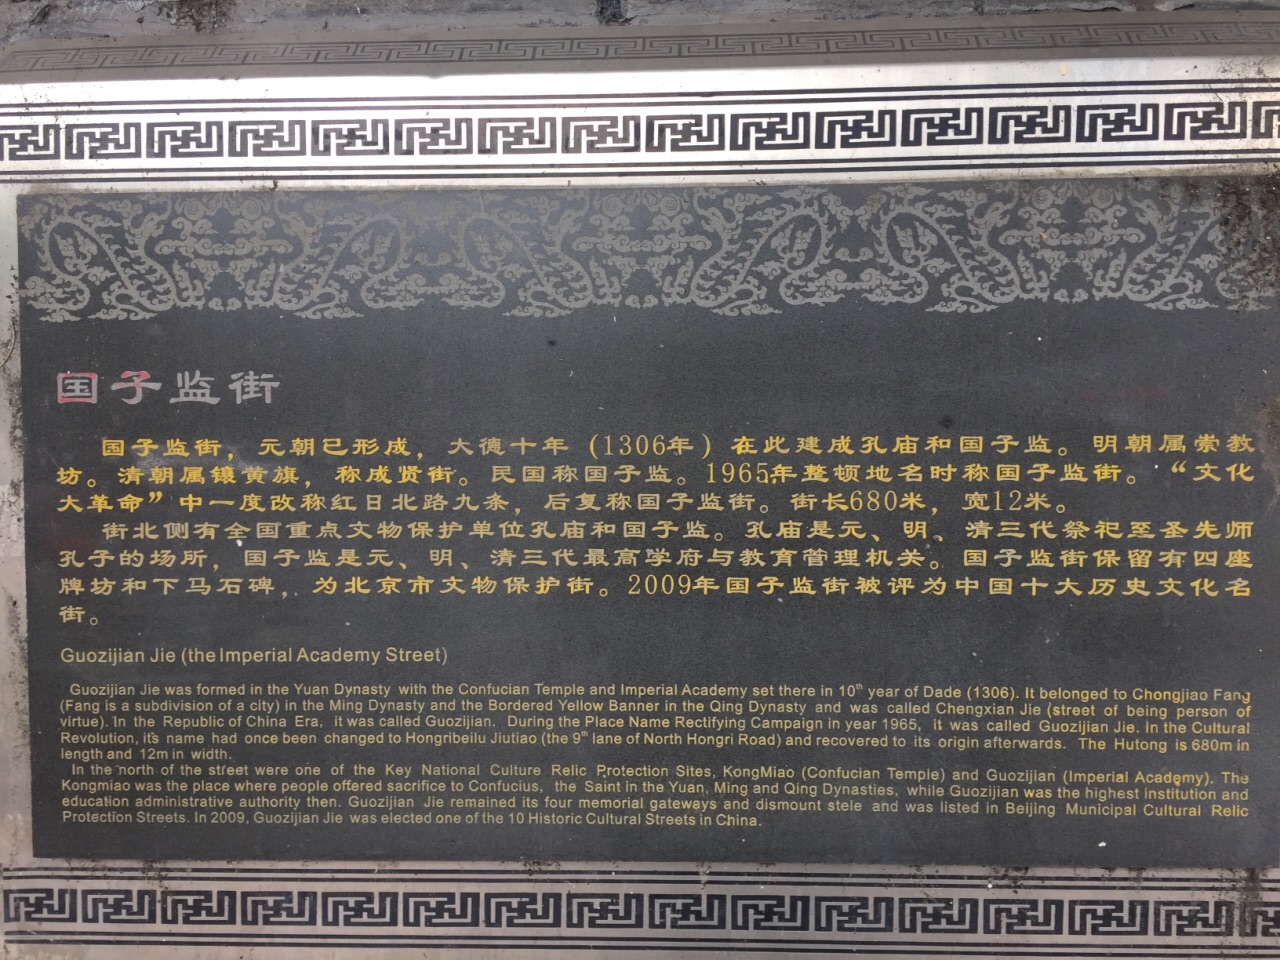 国子监街
国子监街，元朝已形成，大德十年（1306年）在此建成孔庙和国子监。明朝属崇教
坊。清朝属镶黄旗，称成贤街。民国称国子监。1965年整顿地名时称国子监街。“文化
大革命”中一度改称红日北路九条，后复称国子监街。街长680米，宽12米。
街北侧有全国重点文物保护单位孔庙和国子监。孔庙是元、明、清三代祭祀至圣先师
孔子的场所，国子监是元、明、清三代最高学府与教育管理机关。国子监街保留有四座
牌坊和下马石碑，为北京市文物保护街。2009年国子监街被评为中国十大历史文化名
街。
Guozijian Jie (the Imperial Academy Street)
Guozijian Jie was formed in the Yuan Dynasty with the Confucian Temple and Imperial Academy set there in 10th year of Dade (1306). It belonged to Chongjiao Fang
(Fang is a subdivision of a city) in the Ming Dynasty and the Bordered Yellow Banner in the Qing Dynasty and was called Chengxian Jie (street of being person of
virtue). In the Republic of China Era, it was called Guozijian. During the Place Name Rectifying Campaign in year 1965, it was called Guozijian Jie. In the Cultural
Revolution, it's name had once been changed to Hongribeilu Jiutiao (the 9th lane of North Hongri Road) and recovered to its origin afterwards. The Hutong is 680m in
length and 12m in width.
In the north of the street were one of the Key National Culture Relic Protection Sites, KongMiao (Confucian Temple) and Guozijian (Imperial Academy). The
Kongmiao was the place where people offered sacrifice to Confucius, the Saint in the Yuan, Ming and Qing Dynasties, while Guozijian was the highest institution and
education administrative authority then. Guozijian Jie remained its four memorial gateways and dismount stele and was listed in Beijing Municipal Cultural Relic
Protection Streets. In 2009, Guozijian Jie was elected one of the 10 Historic Cultural Streets in China.